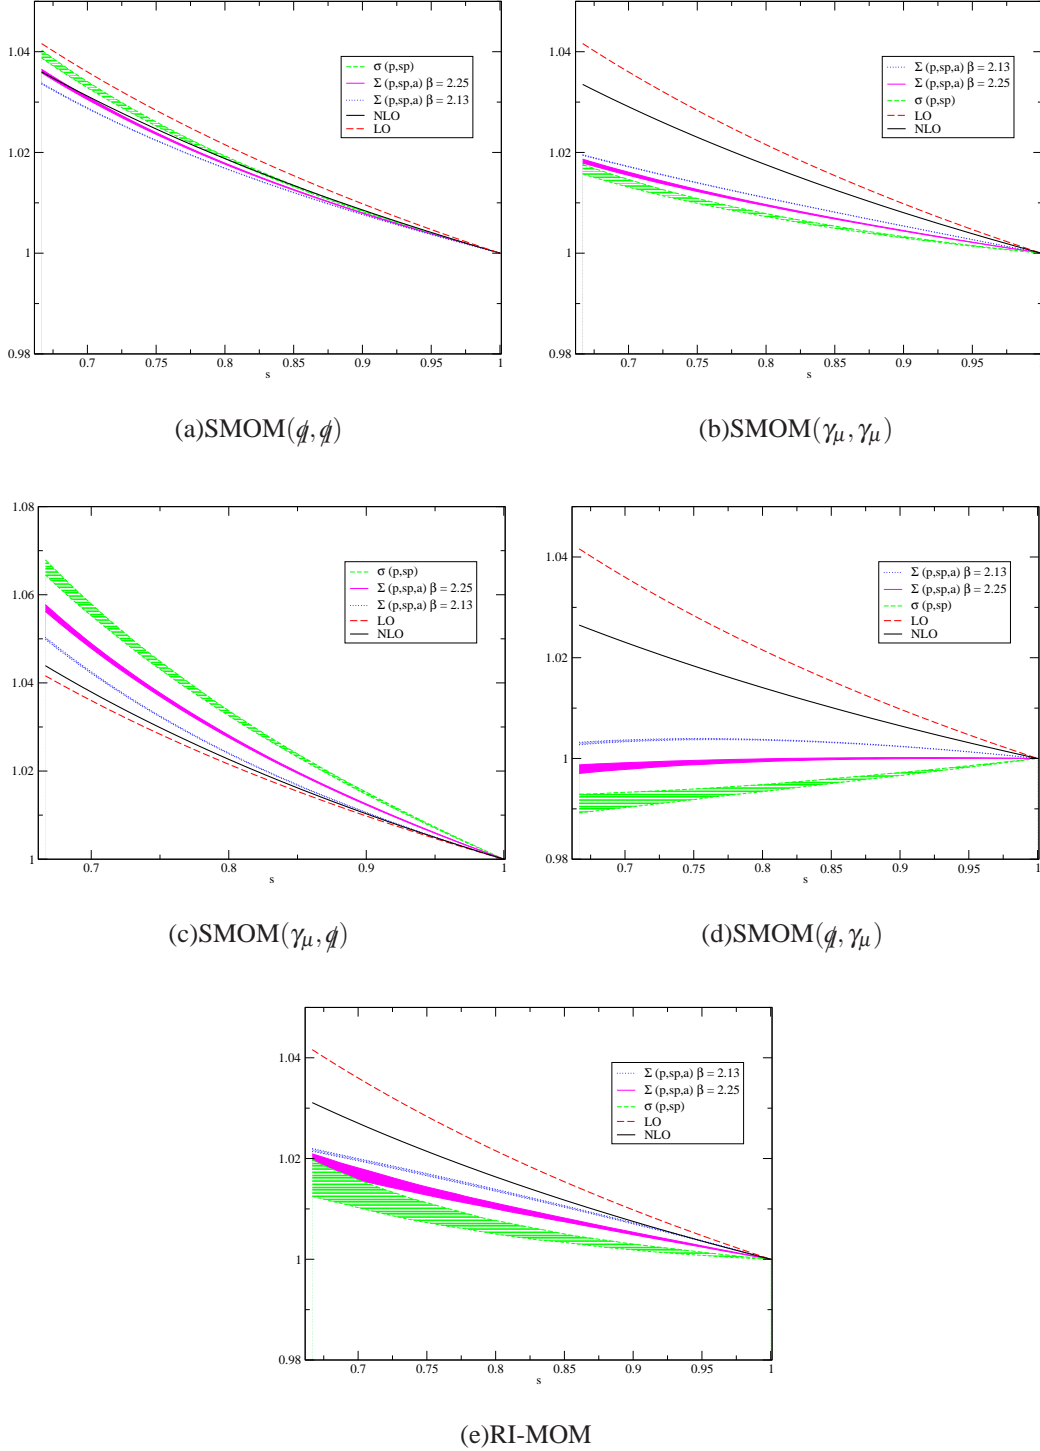 1.04
1.02
1
0.98
0.7
0.75
0.8
0.85
0.9
0.95
1
s
σ (p,sp)
Σ (p,sp,a) β = 2.25
Σ (p,sp,a) β = 2.13
NLO
LO
(a)SMOM(q̸,q̸)
1.04
1.02
1
0.98
0.7
0.75
0.8
0.85
0.9
0.95
1
s
Σ (p,sp,a) β = 2.13
Σ (p,sp,a) β = 2.25
σ (p,sp)
LO
NLO
(b)SMOM(γμ,γμ)
1.08
1.06
1.04
1.02
1
0.7
0.8
0.9
1
s
σ (p,sp)
Σ (p,sp,a) β = 2.25
Σ (p,sp,a) β = 2.13
LO
NLO
(c)SMOM(γμ,q̸)
1.04
1.02
1
0.98
0.7
0.75
0.8
0.85
0.9
0.95
1
s
Σ (p,sp,a) β = 2.13
Σ (p,sp,a) β = 2.25
σ (p,sp)
LO
NLO
(d)SMOM(q̸,γμ)
1.04
1.02
1
0.98
0.7
0.75
0.8
0.85
0.9
0.95
1
s
Σ (p,sp,a) β = 2.13
Σ (p,sp,a) β = 2.25
σ (p,sp)
LO
NLO
(e)RI-MOM